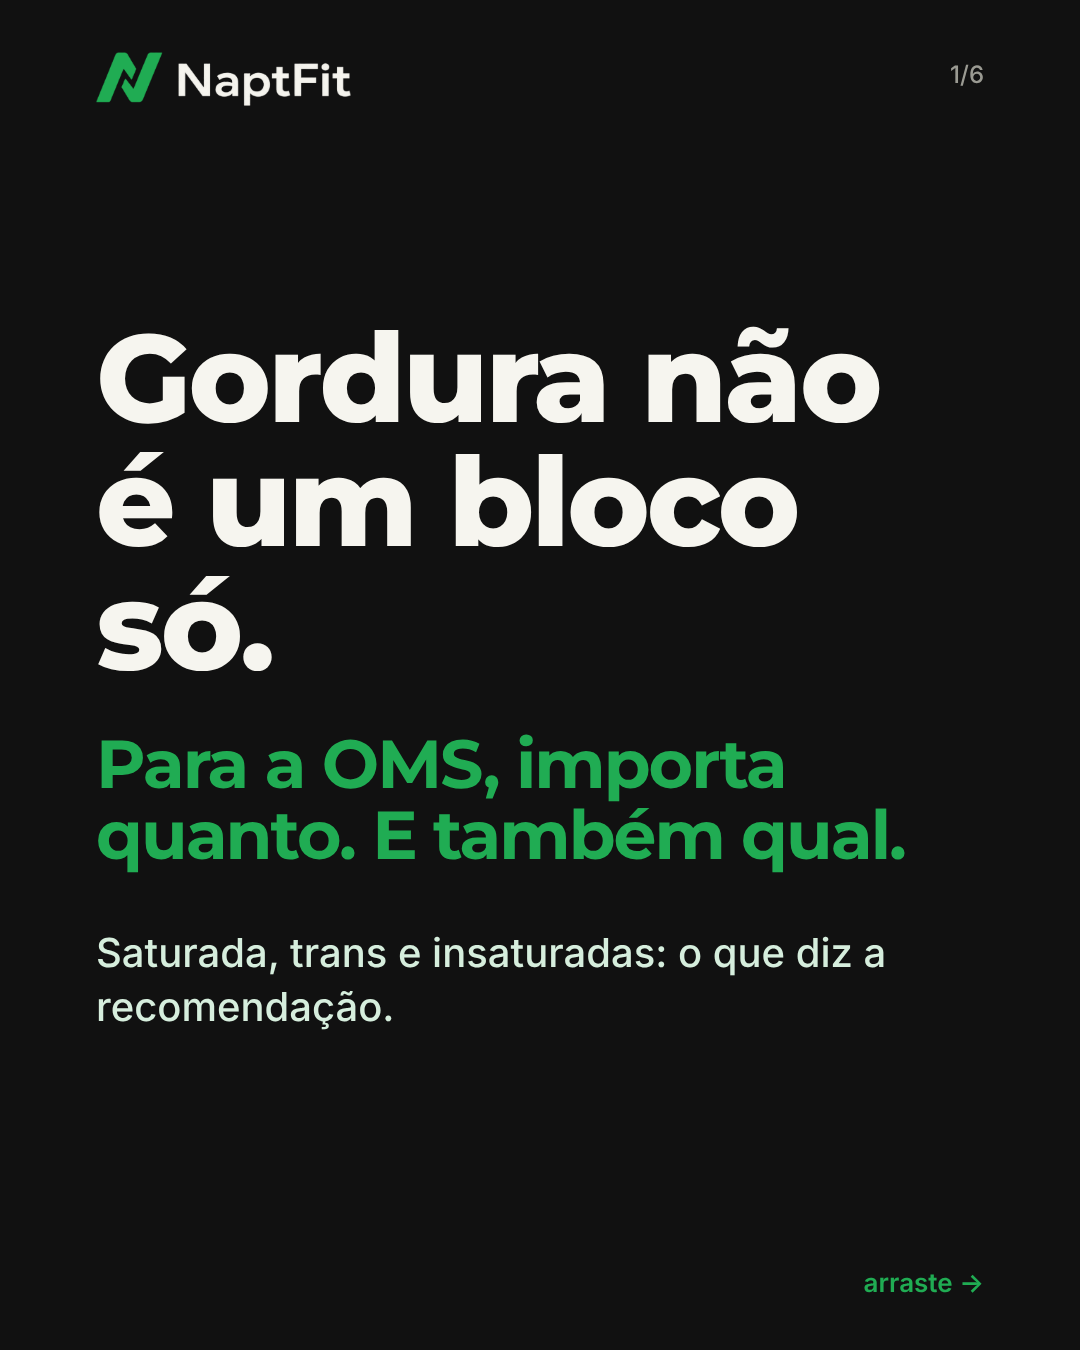 NaptFit
1/6
Gordura não
é um bloco
só.
Para a OMS, importa
quanto. E também qual.
Saturada, trans e insaturadas: o que diz a
recomendação.
arraste →